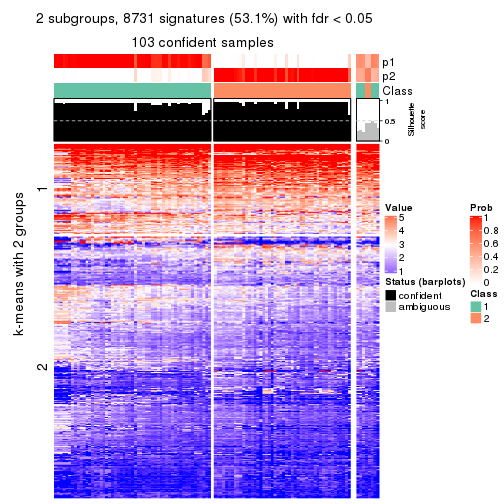 2 subgroups, 8731 signatures (53.1%) with fdr < 0.05
103 confident samples
p1
p2
Class
1
0.5
0
Silhouette
score
k-means with 2 groups
1
2
Value
5
4
3
2
1
Status (barplots)
confident
ambiguous
Prob
1
0.8
0.6
0.4
0.2
0
Class
1
2